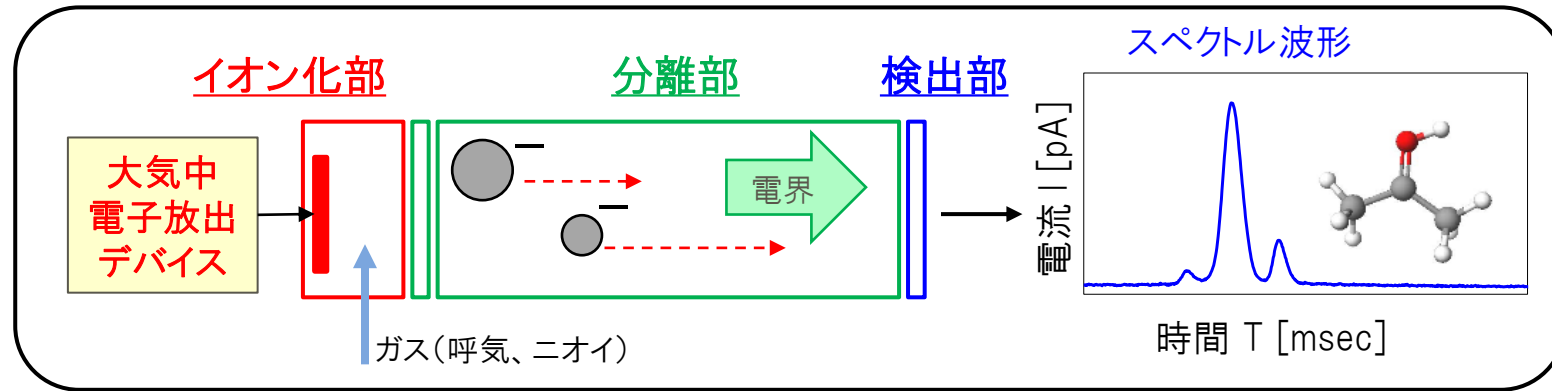 スペクトル波形
イオン化部
分離部
検出部
大気中
電子放出
デバイス
電界
電流 I [pA]
時間 T [msec]
ガス(呼気、ニオイ)